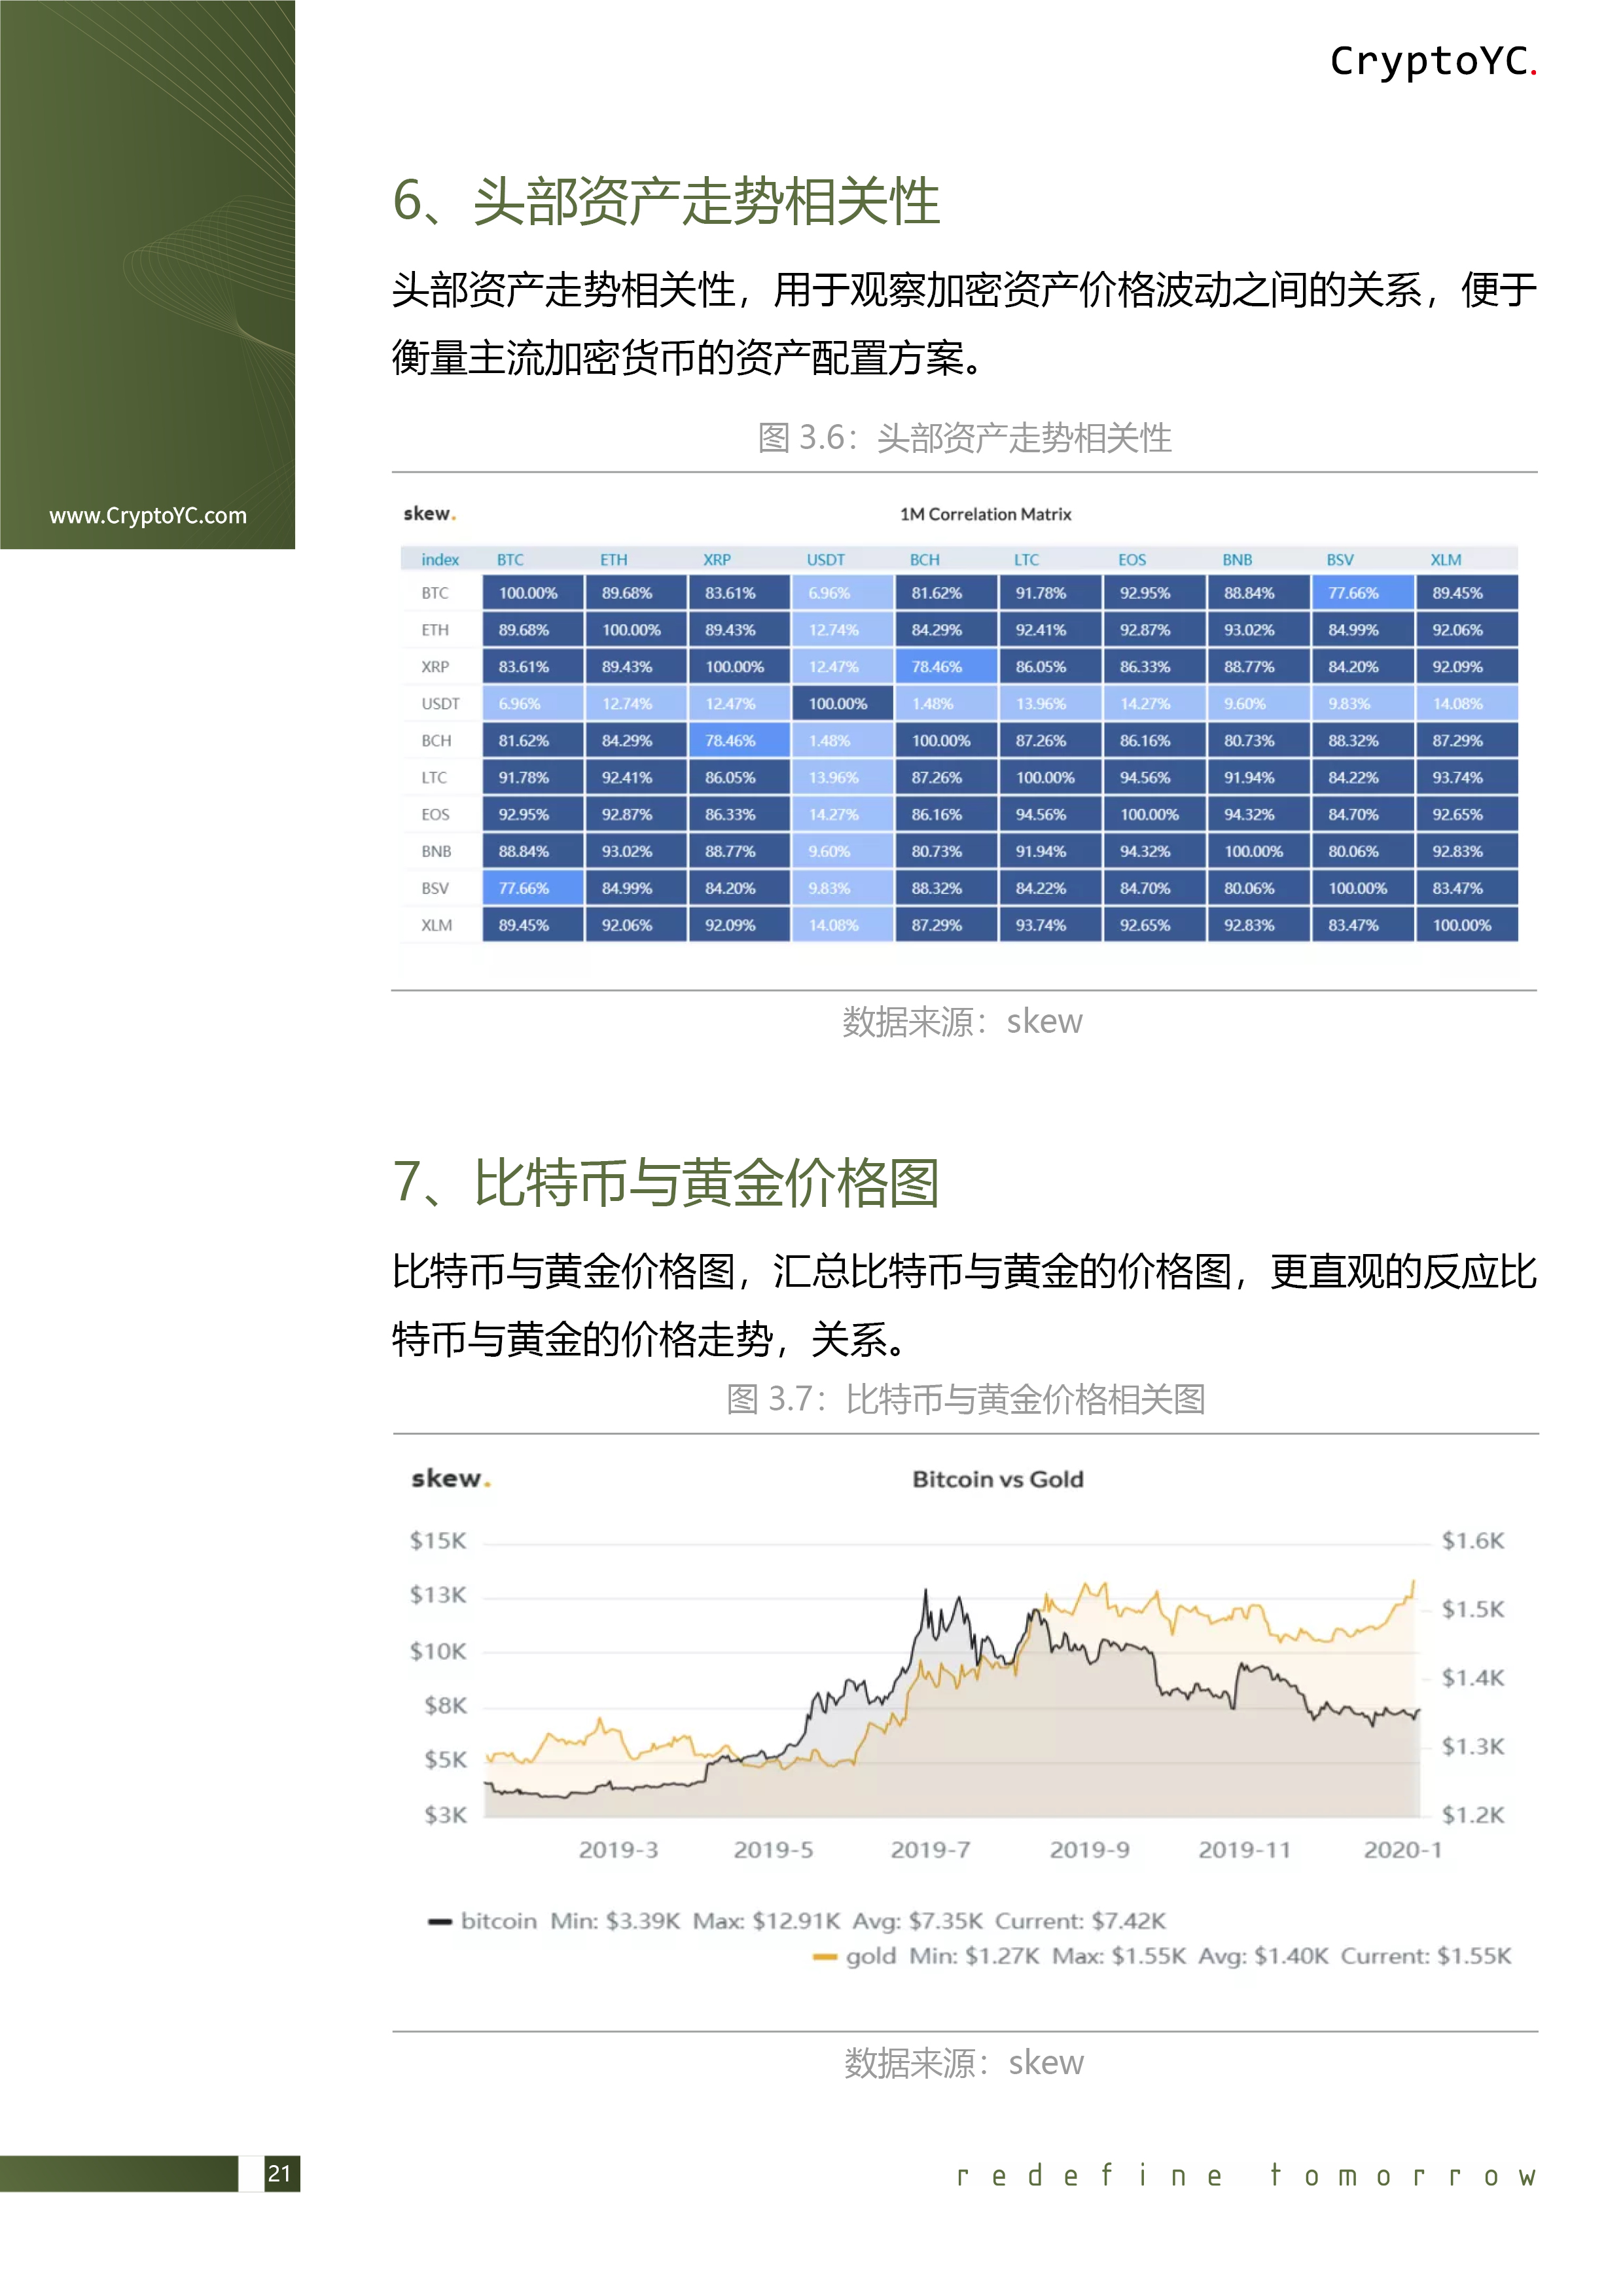 CryptoYC.
www.CryptoYC.com
6、头部资产走势相关性
头部资产走势相关性，用于观察加密资产价格波动之间的关系，便于
衡量主流加密货币的资产配置方案。
图 3.6：头部资产走势相关性
skew. 1M Correlation Matrix
index BTC ETH XRP USDT BCH LTC EOS BNB BSV XLM
BTC 100.00% 89.68% 83.61% 6.96% 81.62% 91.78% 92.95% 88.84% 77.66% 89.45%
ETH 89.68% 100.00% 89.43% 12.74% 84.29% 92.41% 92.87% 93.02% 84.99% 92.06%
XRP 83.61% 89.43% 100.00% 12.47% 78.46% 86.05% 86.33% 88.77% 84.20% 92.09%
USDT 6.96% 12.74% 12.47% 100.00% 1.48% 13.96% 14.27% 9.60% 9.83% 14.08%
BCH 81.62% 84.29% 78.46% 1.48% 100.00% 87.26% 86.16% 80.73% 88.32% 87.29%
LTC 91.78% 92.41% 86.05% 13.96% 87.26% 100.00% 94.56% 91.94% 84.22% 93.74%
EOS 92.95% 92.87% 86.33% 14.27% 86.16% 94.56% 100.00% 94.32% 84.70% 92.65%
BNB 88.84% 93.02% 88.77% 9.60% 80.73% 91.94% 94.32% 100.00% 80.06% 92.83%
BSV 77.66% 84.99% 84.20% 9.83% 88.32% 84.22% 84.70% 80.06% 100.00% 83.47%
XLM 89.45% 92.06% 92.09% 14.08% 87.29% 93.74% 92.65% 92.83% 83.47% 100.00%
数据来源：skew
7、比特币与黄金价格图
比特币与黄金价格图，汇总比特币与黄金的价格图，更直观的反应比
特币与黄金的价格走势，关系。
图 3.7：比特币与黄金价格相关图
skew. Bitcoin vs Gold
$15K $1.6K
$13K
$1.5K
$10K
$1.4K
$8K
$1.3K
$5K
$3K $1.2K
2019-3 2019-5 2019-7 2019-9 2019-11 2020-1
bitcoin Min: $3.39K Max: $12.91K Avg: $7.35K Current: $7.42K
gold Min: $1.27K Max: $1.55K Avg: $1.40K Current: $1.55K
数据来源：skew
21
redefine tomorrow